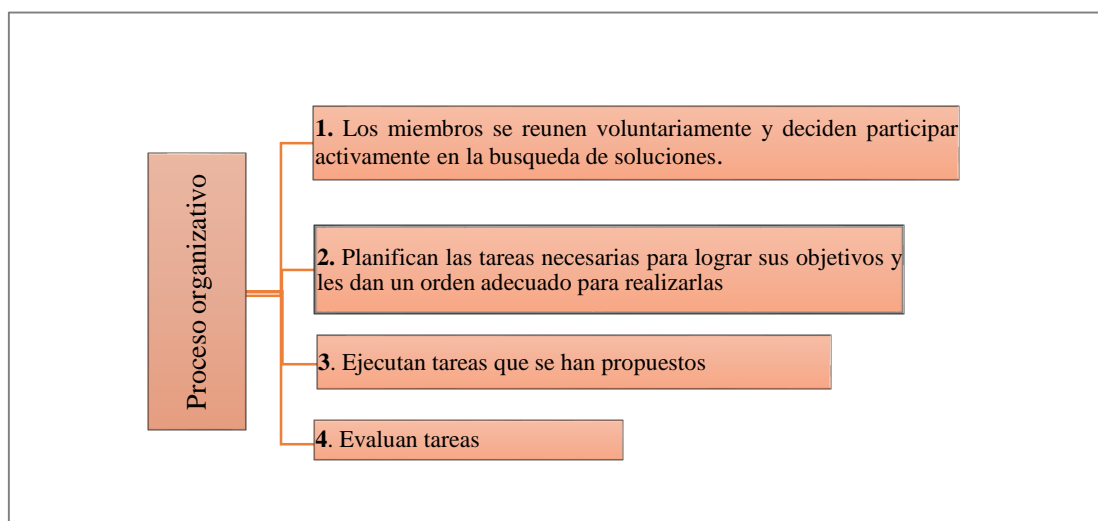 Proceso organizativo
1. Los miembros se reunen voluntariamente y deciden participar
activamente en la busqueda de soluciones.
2. Planifican las tareas necesarias para lograr sus objetivos y
les dan un orden adecuado para realizarlas
3. Ejecutan tareas que se han propuestos
4. Evaluan tareas